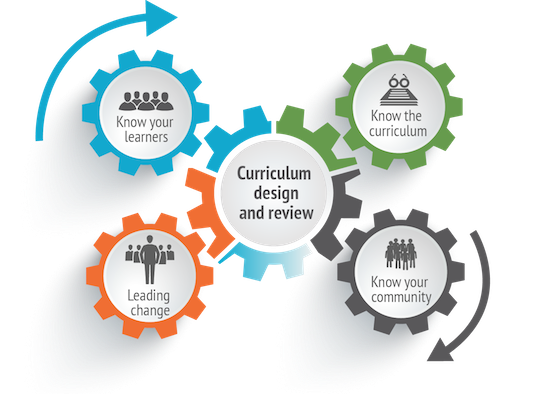 Know your
learners
Know the
curriculum
Curriculum
design
and review
Leading
change
Know your
community